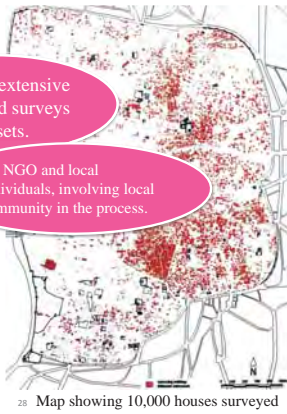 extensive
d surveys
sets.
NGO and local
ividuals, involving local
mmunity in the process.
N
28 Map showing 10,000 houses surveyed